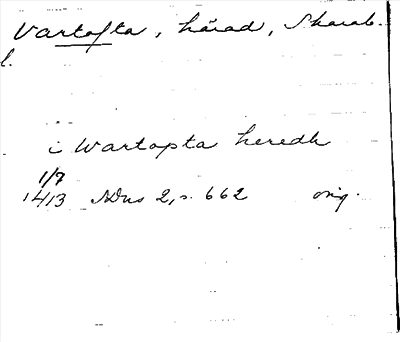 Vartofta, härad, Skarab.
l.
i Wartopta heredh
1/7
1413 SDns 2, s. 662 orig.